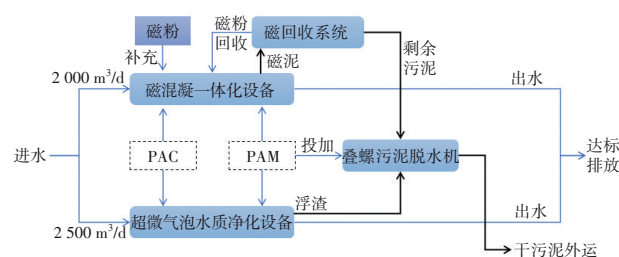 磁粉
磁粉
回收
磁回收系统
补充
磁泥
剩余
污泥
2 000 m³/d
磁混凝一体化设备
出水
进水
PAC
PAM
投加
叠螺污泥脱水机
达标
排放
浮渣
超微气泡水质净化设备
出水
2 500 m³/d
干污泥外运